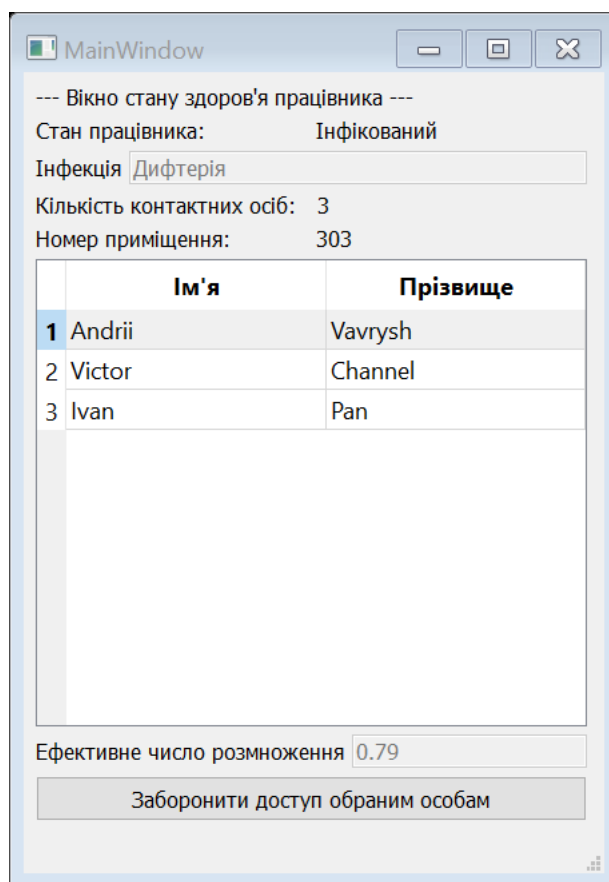 MainWindow
--- Вікно стану здоров'я працівника ---
Стан працівника: Інфікований
Інфекція Дифтерія
Кількість контактних осіб: 3
Номер приміщення: 303
Ім'я Прізвище
1 Andrii Vavrysh
2 Victor Channel
3 Ivan Pan
Ефективне число розмноження 0.79
Заборонити доступ обраним особам